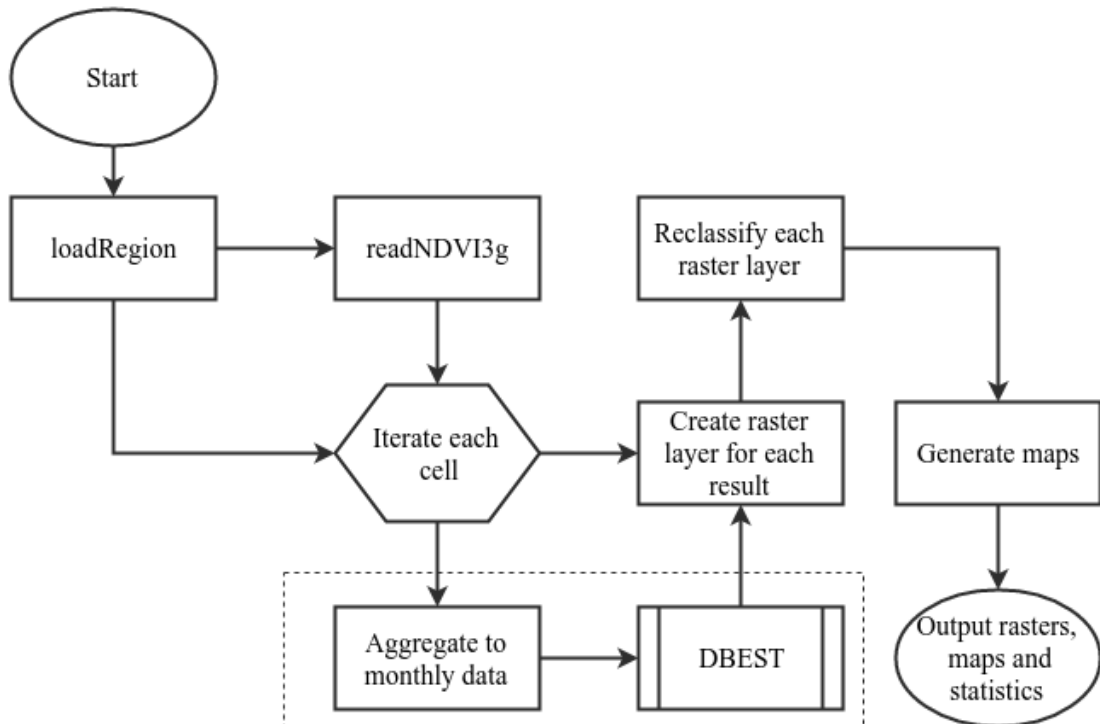 Start
loadRegion
readNDVI3g
Reclassify each
raster layer
Iterate each
cell
Create raster
layer for each
result
Generate maps
Aggregate to
monthly data
DBEST
Output rasters,
maps and
statistics